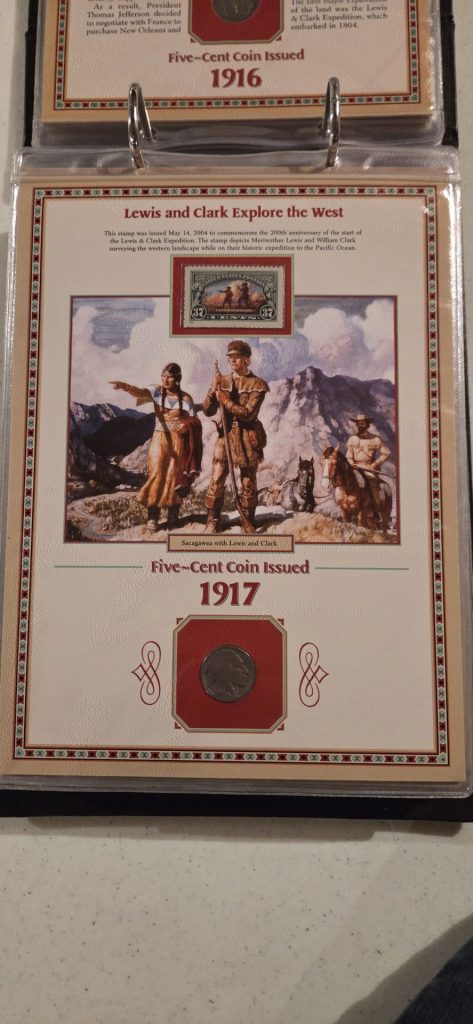 As a result, President
Thomas Jefferson decided
to negotiate with France to
purchase New Orleans and
of the land was the Lewis
& Clark Expedition, which
embarked in 1804.
Five~Cent Coin Issued
1916
Lewis and Clark Explore the West
This stamp was issued May 14, 2004 to commemorate the 200th anniversary of the start of
the Lewis & Clark Expedition. The stamp depicts Meriwether Lewis and William Clark
surveying the western landscape while on their historic expedition to the Pacific Ocean.
37 37
Sacagawea with Lewis and Clark
Five~Cent Coin Issued
1917